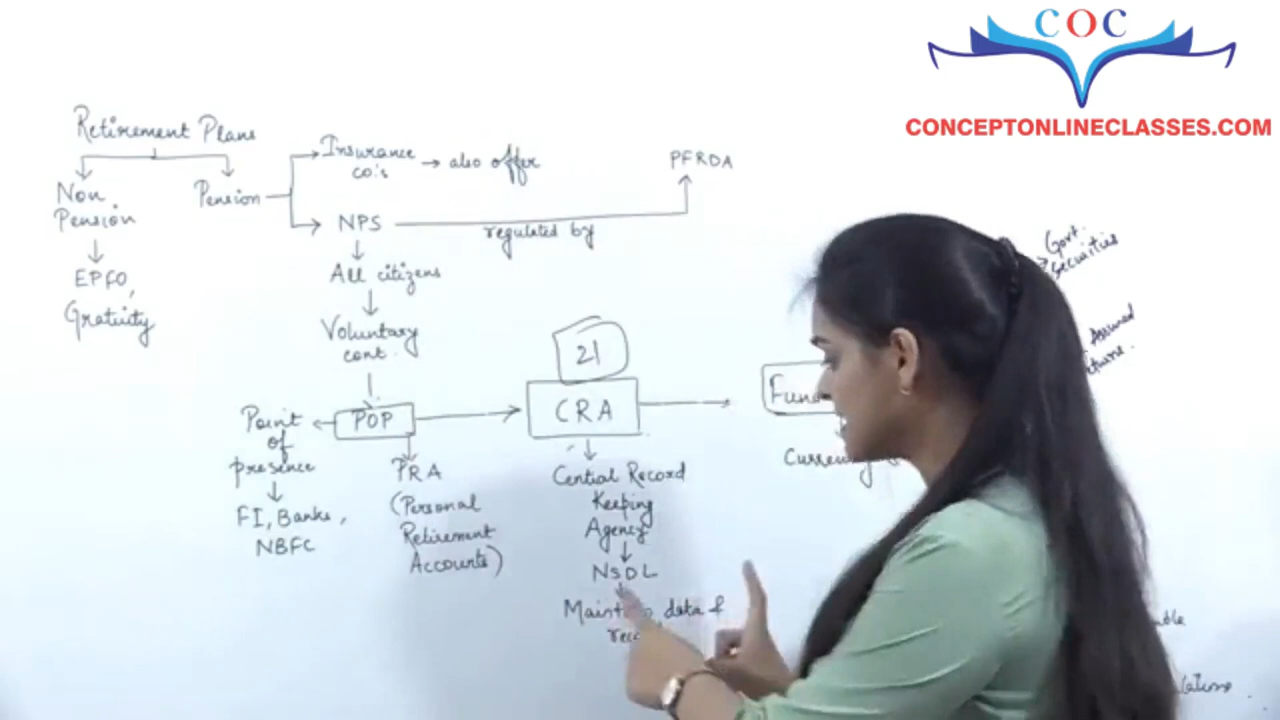 COC
CONCEPTONLINECLASSES.COM
Retirement Plans
Non
Pension
EPFO,
Gratuity
Pension
Insurance
co's
also offer
NPS
regulated by
PFRDA
All citizens
Voluntary
cont.
POP
Point
of
presence
FI, Banks,
NBFC
PRA
(Personal
Retirement
Accounts)
21
CRA
Central Record
Keeping
Agency
NSDL
data &
Govt.
Securities
Assured